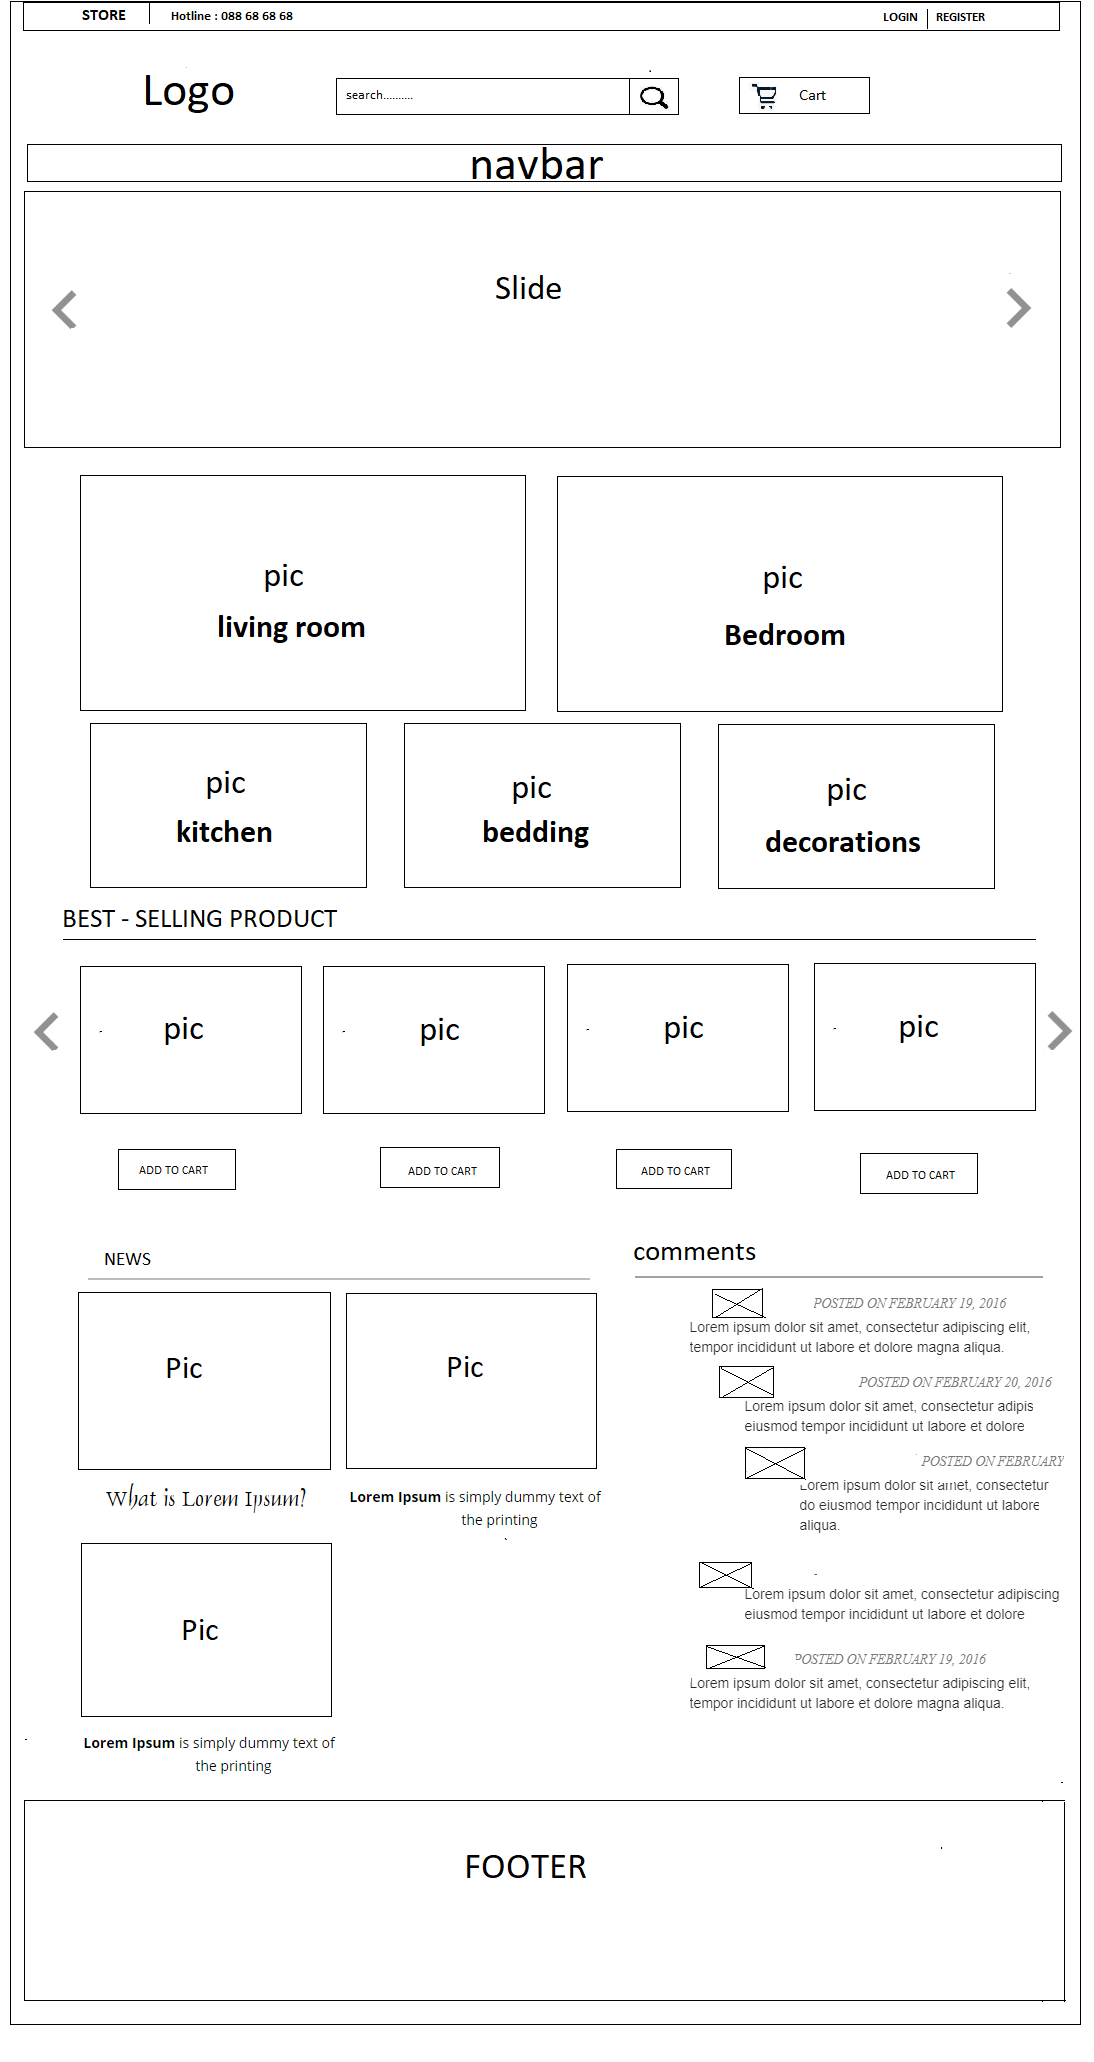 STORE
Hotline : 088 68 68 68
LOGIN
REGISTER
Logo
search..........
Cart
navbar
Slide
pic
living room
pic
Bedroom
pic
kitchen
pic
bedding
pic
decorations
BEST - SELLING PRODUCT
pic
pic
pic
pic
ADD TO CART
ADD TO CART
ADD TO CART
ADD TO CART
NEWS
Pic
Pic
What is Lorem Ipsum?
Lorem Ipsum is simply dummy text of
the printing
Pic
Lorem Ipsum is simply dummy text of
the printing
comments
POSTED ON FEBRUARY 19, 2016
Lorem ipsum dolor sit amet, consectetur adipiscing elit,
tempor incididunt ut labore et dolore magna aliqua.
POSTED ON FEBRUARY 20, 2016
Lorem ipsum dolor sit amet, consectetur adipis
eiusmod tempor incididunt ut labore et dolore
POSTED ON FEBRUARY
Lorem ipsum dolor sit amet, consectetur
do eiusmod tempor incididunt ut labore
aliqua.
Lorem ipsum dolor sit amet, consectetur adipiscing
eiusmod tempor incididunt ut labore et dolore
POSTED ON FEBRUARY 19, 2016
Lorem ipsum dolor sit amet, consectetur adipiscing elit,
tempor incididunt ut labore et dolore magna aliqua.
FOOTER